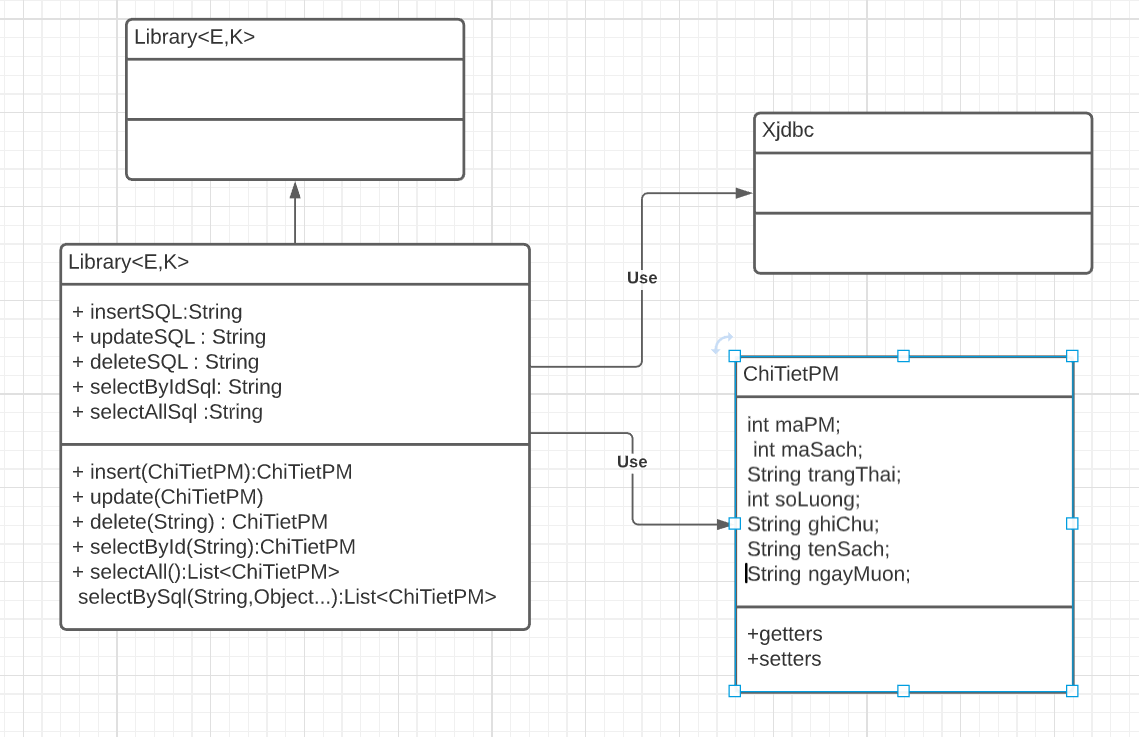 Library<E,K>
Xjdbc
Library<E,K>
+ insertSQL:String
+ updateSQL : String
+ deleteSQL : String
+ selectByIdSql: String
+ selectAllSql :String
+ insert(ChiTietPM):ChiTietPM
+ update(ChiTietPM)
+ delete(String) : ChiTietPM
+ selectById(String):ChiTietPM
+ selectAll():List<ChiTietPM>
selectBySql(String,Object...):List<ChiTietPM>
Use
Use
ChiTietPM
int maPM;
int maSach;
String trangThai;
int soLuong;
String ghiChu;
String tenSach;
String ngayMuon;
+getters
+setters